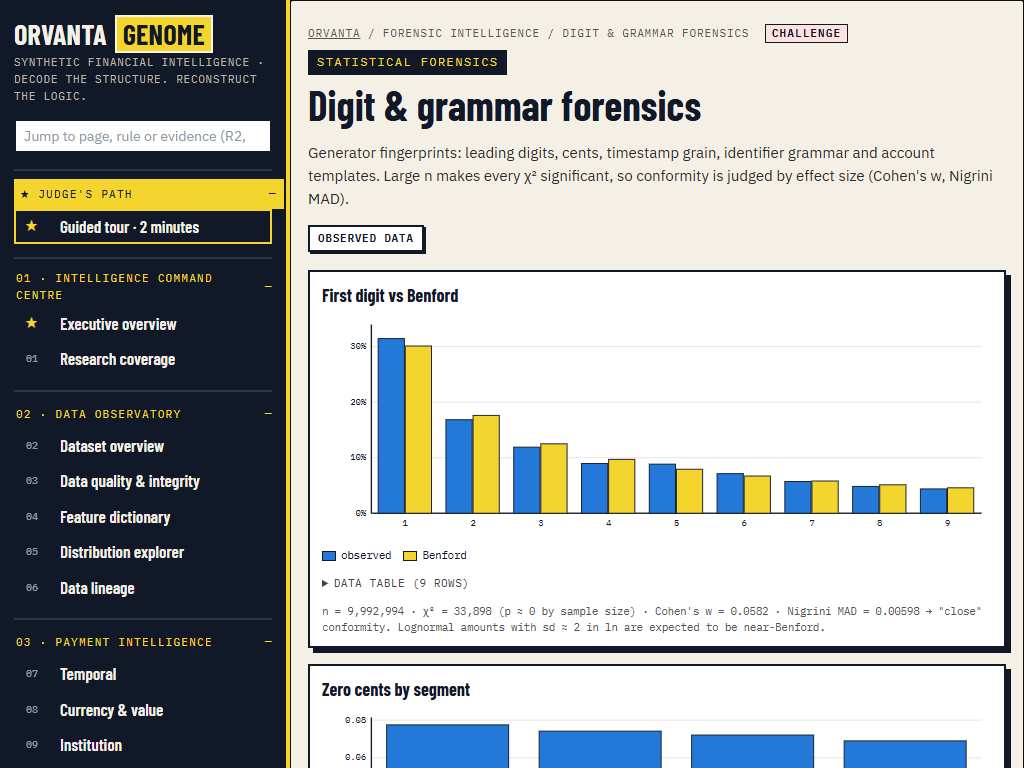 ORVANTA GENOME
SYNTHETIC FINANCIAL INTELLIGENCE ·
DECODE THE STRUCTURE. RECONSTRUCT
THE LOGIC.
Jump to page, rule or evidence (R2,
★ JUDGE'S PATH –
★ Guided tour · 2 minutes
01 · INTELLIGENCE COMMAND
CENTRE –
★ Executive overview
01 Research coverage
02 · DATA OBSERVATORY –
02 Dataset overview
03 Data quality & integrity
04 Feature dictionary
05 Distribution explorer
06 Data lineage
03 · PAYMENT INTELLIGENCE –
07 Temporal
08 Currency & value
09 Institution
ORVANTA / FORENSIC INTELLIGENCE / DIGIT & GRAMMAR FORENSICS CHALLENGE
STATISTICAL FORENSICS
Digit & grammar forensics
Generator fingerprints: leading digits, cents, timestamp grain, identifier grammar and account
templates. Large n makes every χ² significant, so conformity is judged by effect size (Cohen's w, Nigrini
MAD).
OBSERVED DATA
First digit vs Benford
30%
20%
10%
0%
1 2 3 4 5 6 7 8 9
observed Benford
▶ DATA TABLE (9 ROWS)
n = 9,992,994 · χ² = 33,898 (p ≈ 0 by sample size) · Cohen's w = 0.0582 · Nigrini MAD = 0.00598 → "close"
conformity. Lognormal amounts with sd ≈ 2 in ln are expected to be near-Benford.
Zero cents by segment
0.08
0.06